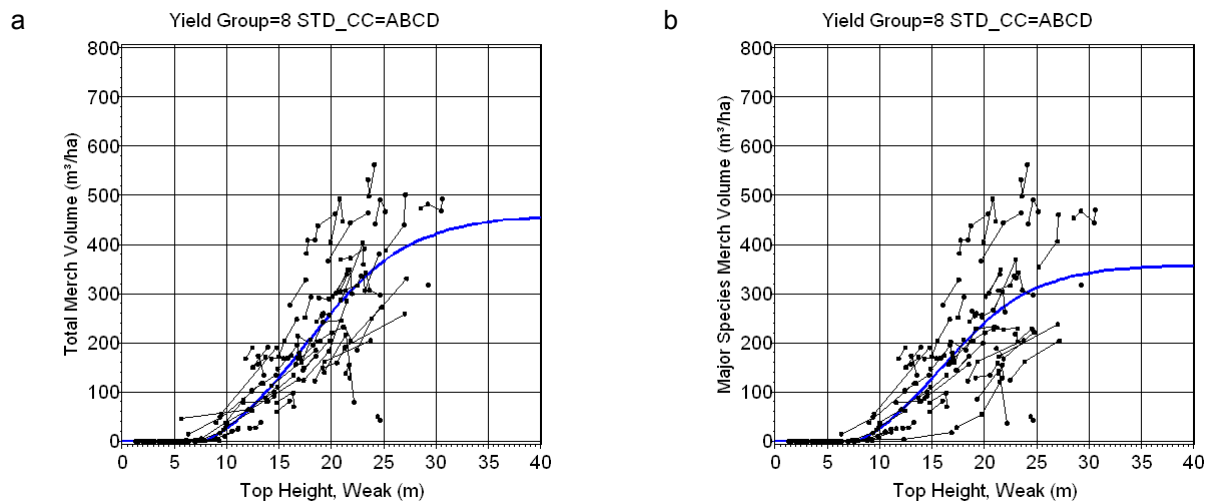 a
Yield Group=8 STD_CC=ABCD
Total Merch Volume (m³/ha)
800
700
600
500
400
300
200
100
0
0 5 10 15 20 25 30 35 40
Top Height, Weak (m)
b
Yield Group=8 STD_CC=ABCD
Major Species Merch Volume (m³/ha)
800
700
600
500
400
300
200
100
0
0 5 10 15 20 25 30 35 40
Top Height, Weak (m)